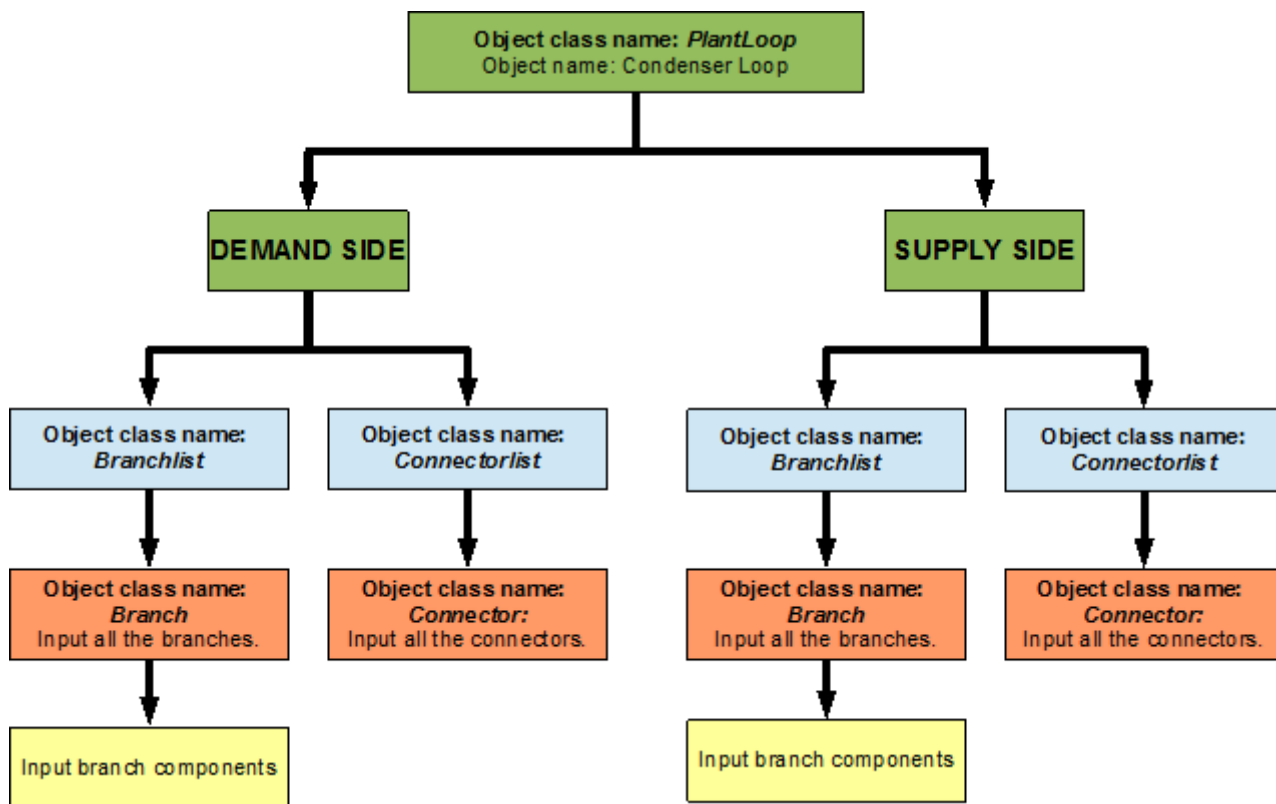 Object class name: PlantLoop
Object name: Condenser Loop
DEMAND SIDE
SUPPLY SIDE
Object class name:
Branchlist
Object class name:
Connectorlist
Object class name:
Branchlist
Object class name:
Connectorlist
Object class name:
Branch
Input all the branches.
Object class name:
Connector:
Input all the connectors.
Object class name:
Branch
Input all the branches.
Object class name:
Connector:
Input all the connectors.
Input branch components
Input branch components